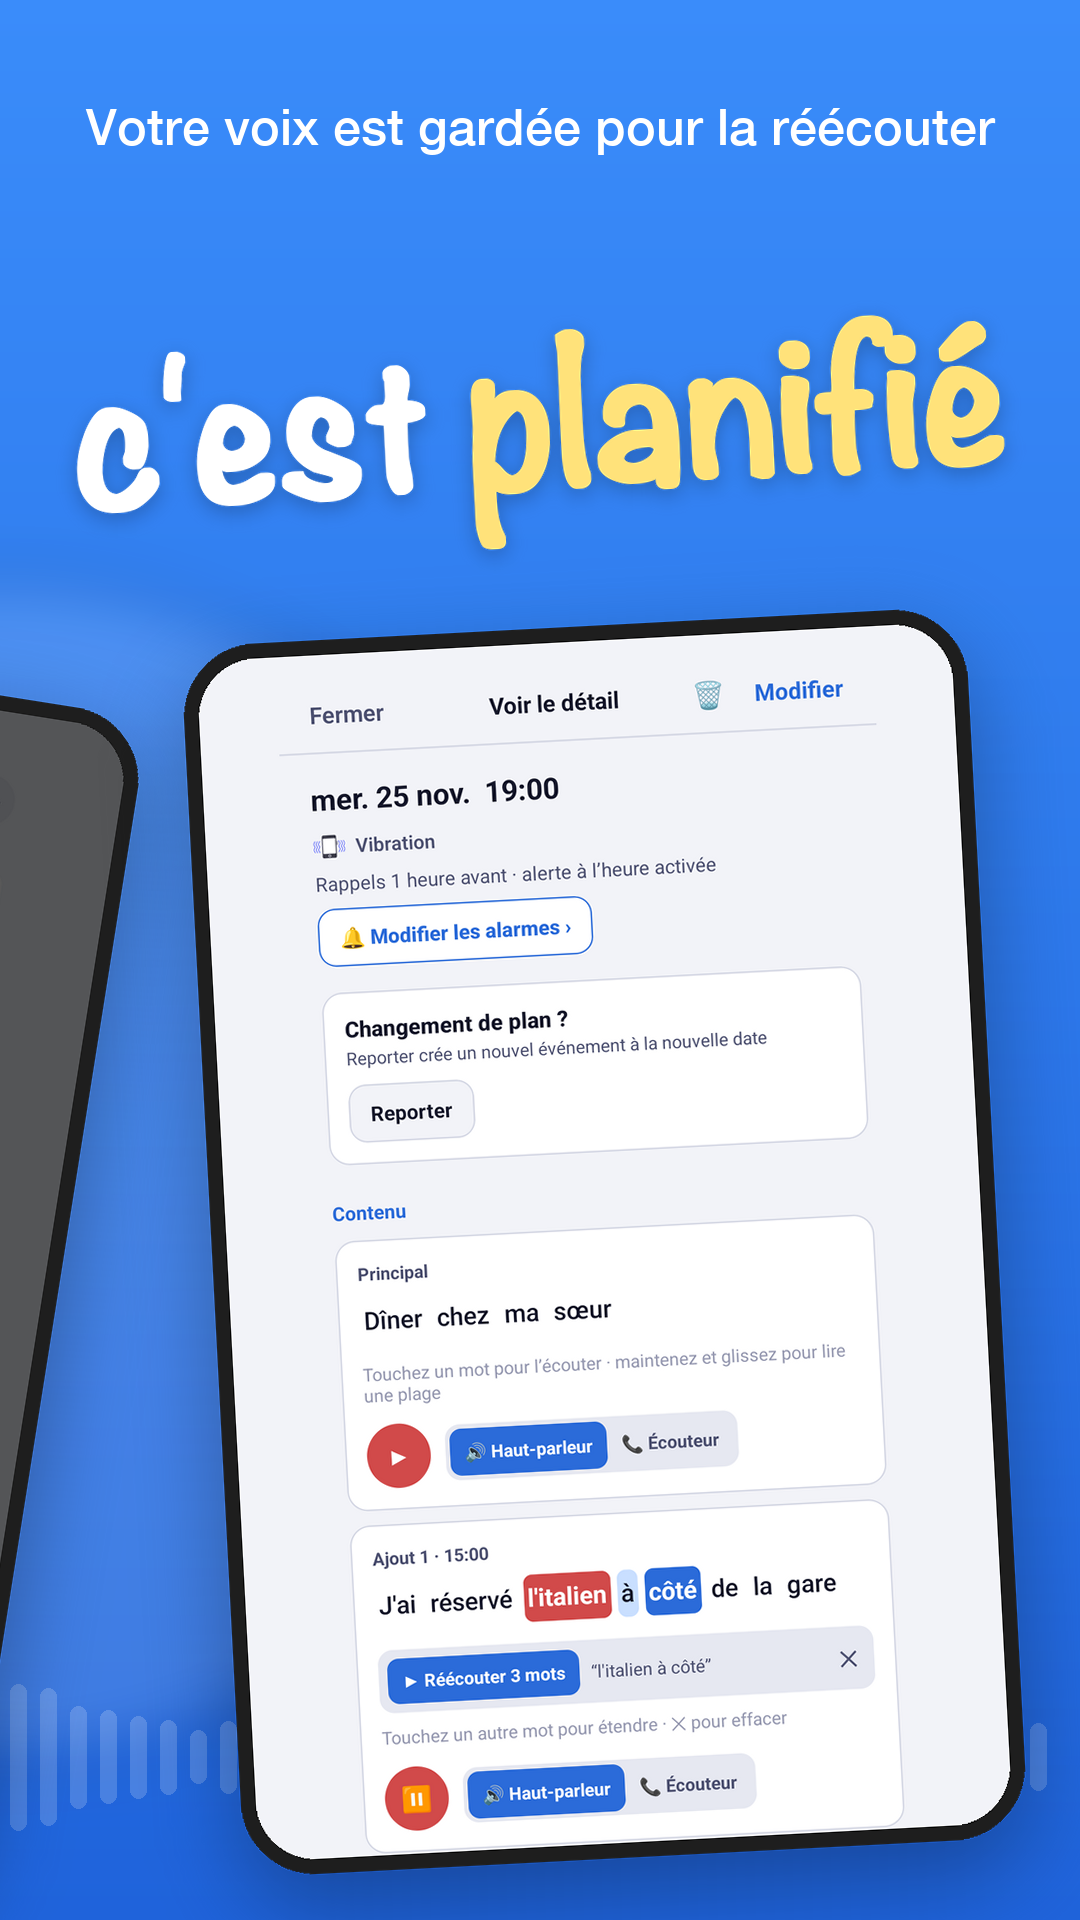 Votre voix est gardée pour la réécouter
c'est planifié
Fermer Voir le détail Modifier
mer. 25 nov. 19:00
Vibration
Rappels 1 heure avant · alerte à l’heure activée
Modifier les alarmes ›
Changement de plan ?
Reporter crée un nouvel événement à la nouvelle date
Reporter
Contenu
Principal
Dîner chez ma sœur
Touchez un mot pour l’écouter · maintenez et glissez pour lire
une plage
Haut-parleur Écouteur
Ajout 1 · 15:00
J'ai réservé l'italien à côté de la gare
Réécouter 3 mots “l'italien à côté”
Touchez un autre mot pour étendre · ✕ pour effacer
Haut-parleur Écouteur